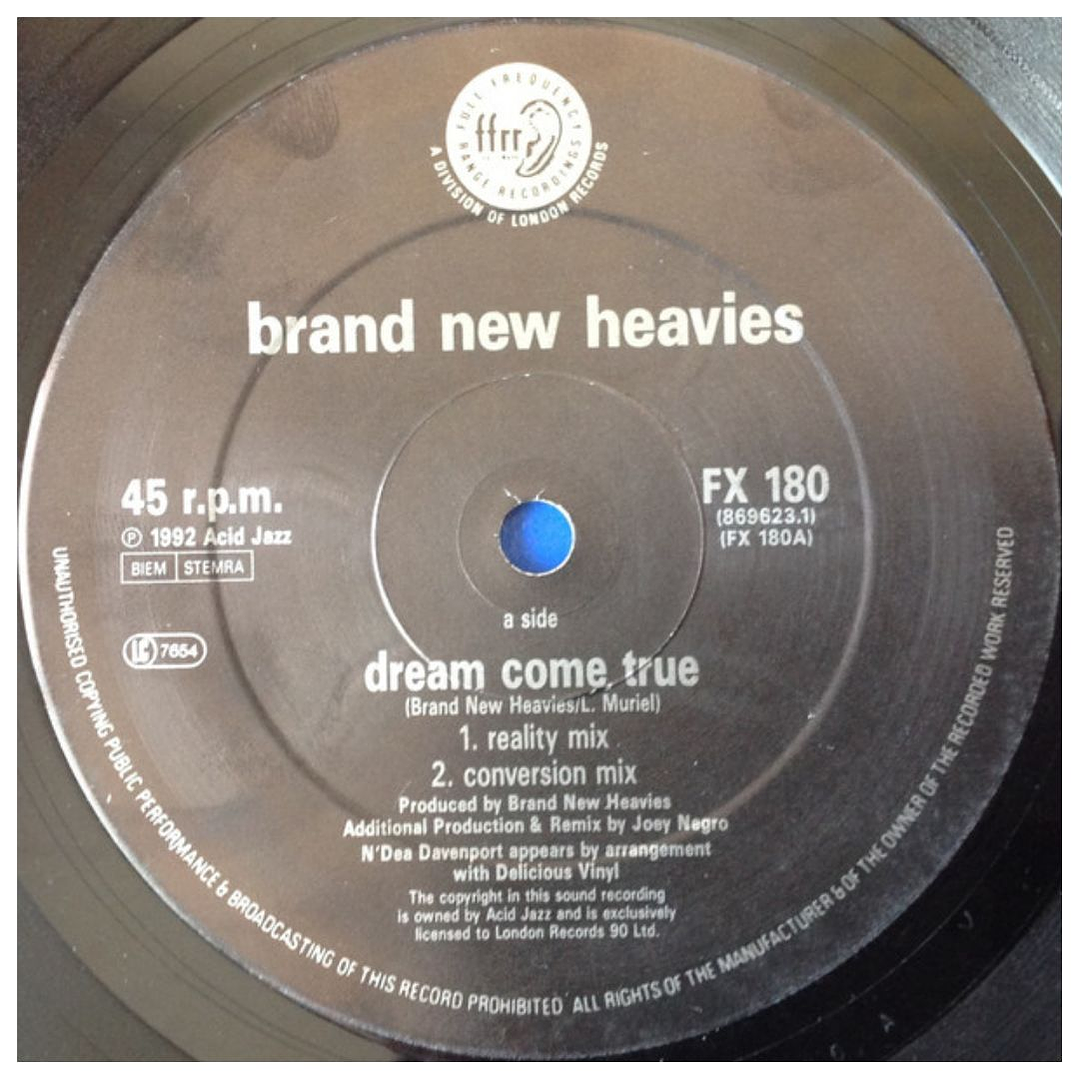 FULL FREQUENCY
ffrr
RANGE RECORDINGS
A DIVISION OF LONDON RECORDS
brand new heavies
45 r.p.m.
℗ 1992 Acid Jazz
BIEM STEMRA
LC 7654
FX 180
(869623.1)
(FX 180A)
a side
dream come true
(Brand New Heavies/L. Muriel)
1. reality mix
2. conversion mix
Produced by Brand New Heavies
Additional Production & Remix by Joey Negro
N'Dea Davenport appears by arrangement
with Delicious Vinyl
The copyright in this sound recording
is owned by Acid Jazz and is exclusively
licensed to London Records 90 Ltd.
UNAUTHORISED COPYING PUBLIC PERFORMANCE & BROADCASTING OF THIS RECORD PROHIBITED ALL RIGHTS OF THE MANUFACTURER & OF THE OWNER OF THE RECORDED WORK RESERVED